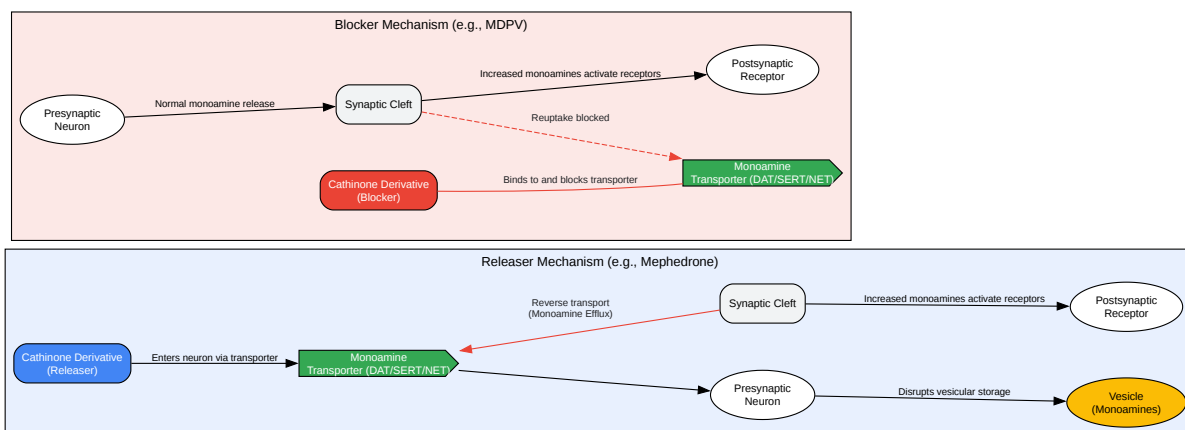 Blocker Mechanism (e.g., MDPV)
Postsynaptic
Receptor
Increased monoamines activate receptors
Presynaptic
Neuron
Normal monoamine release
Synaptic Cleft
Reuptake blocked
Monoamine
Transporter (DAT/SERT/NET)
Cathinone Derivative
(Blocker)
Binds to and blocks transporter
Releaser Mechanism (e.g., Mephedrone)
Reverse transport
(Monoamine Efflux)
Synaptic Cleft
Increased monoamines activate receptors
Postsynaptic
Receptor
Cathinone Derivative
(Releaser)
Enters neuron via transporter
Monoamine
Transporter (DAT/SERT/NET)
Presynaptic
Neuron
Disrupts vesicular storage
Vesicle
(Monoamines)